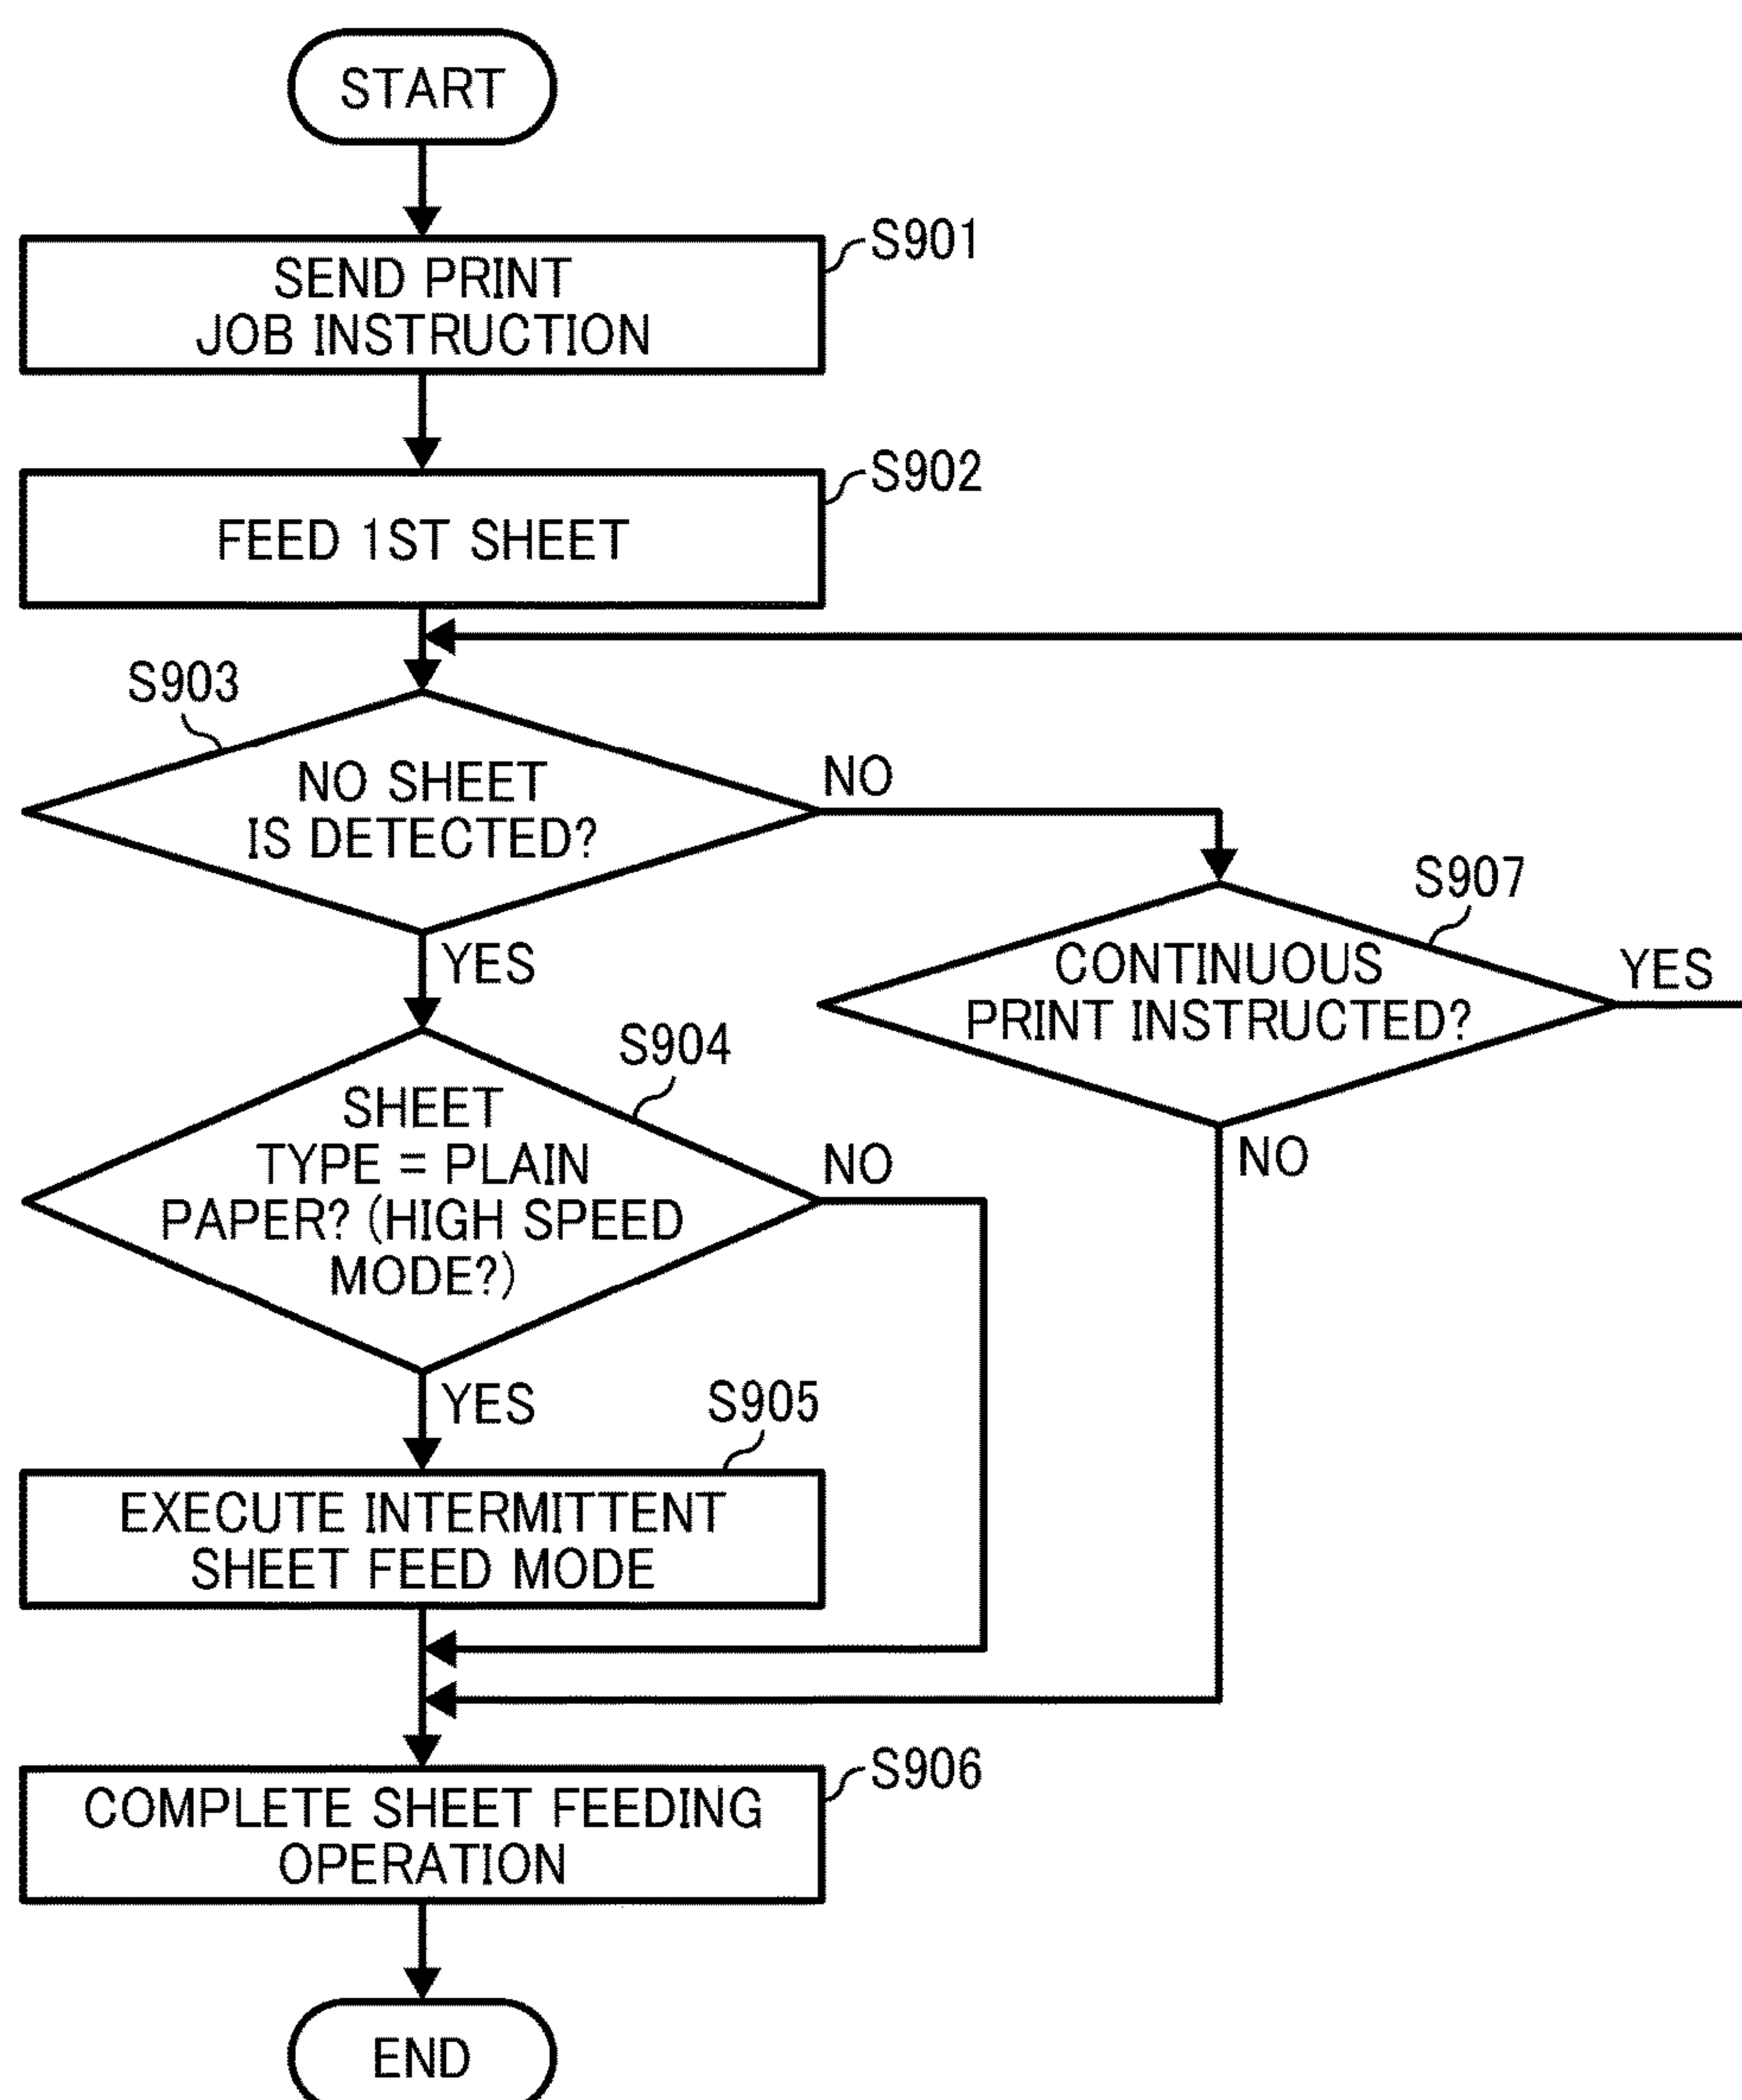 START
S901
SEND PRINT
JOB INSTRUCTION
S902
FEED 1ST SHEET
S903
NO SHEET
IS DETECTED?
NO
YES
S907
CONTINUOUS
PRINT INSTRUCTED?
YES
NO
S904
SHEET
TYPE = PLAIN
PAPER? (HIGH SPEED
MODE?)
NO
YES
S905
EXECUTE INTERMITTENT
SHEET FEED MODE
S906
COMPLETE SHEET FEEDING
OPERATION
END